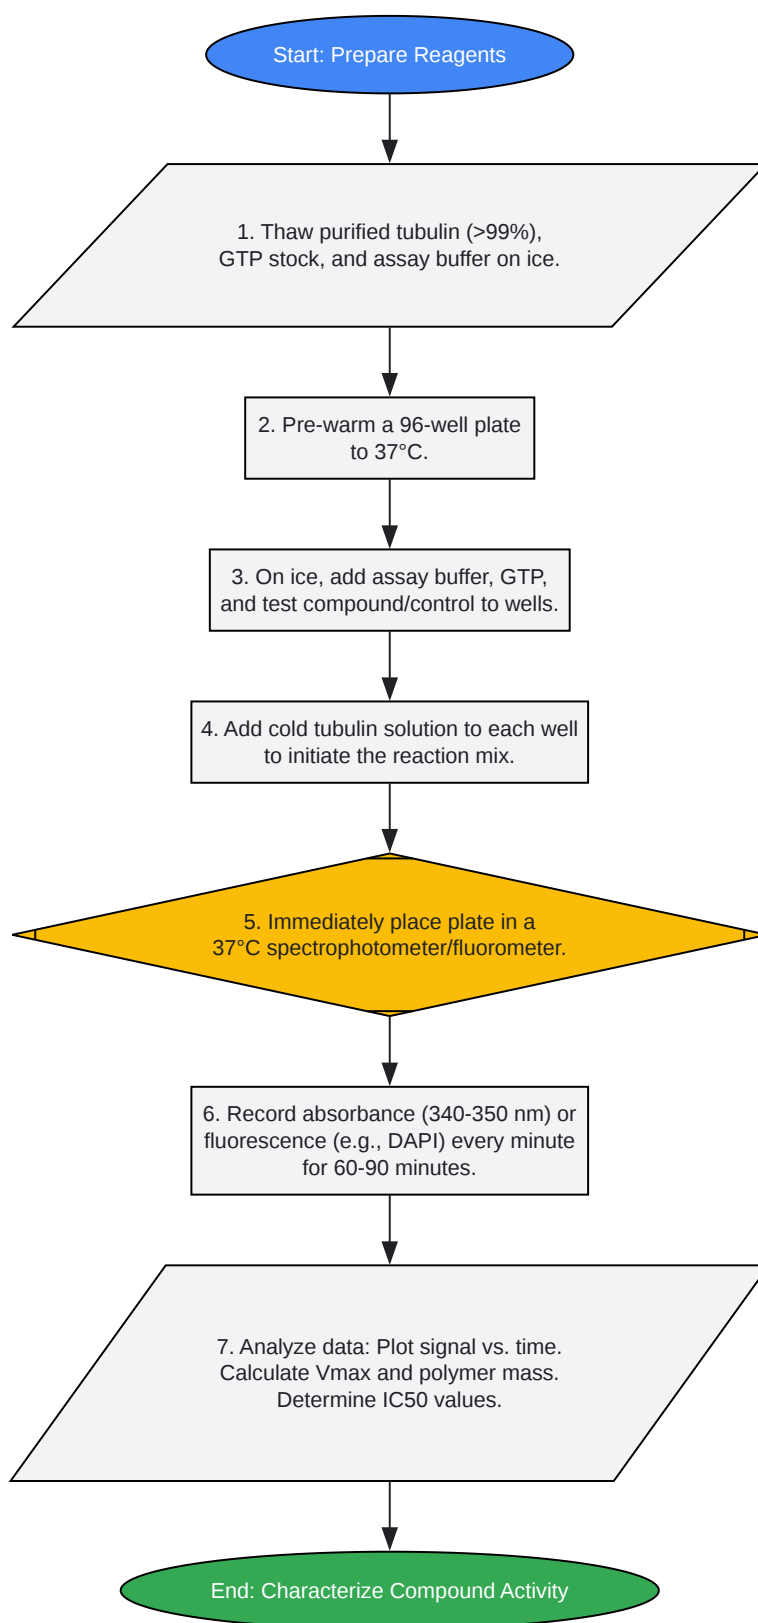 Start: Prepare Reagents
1. Thaw purified tubulin (>99%),
GTP stock, and assay buffer on ice.
2. Pre-warm a 96-well plate
to 37°C.
3. On ice, add assay buffer, GTP,
and test compound/control to wells.
4. Add cold tubulin solution to each well
to initiate the reaction mix.
5. Immediately place plate in a
37°C spectrophotometer/fluorometer.
6. Record absorbance (340-350 nm) or
fluorescence (e.g., DAPI) every minute
for 60-90 minutes.
7. Analyze data: Plot signal vs. time.
Calculate Vmax and polymer mass.
Determine IC50 values.
End: Characterize Compound Activity